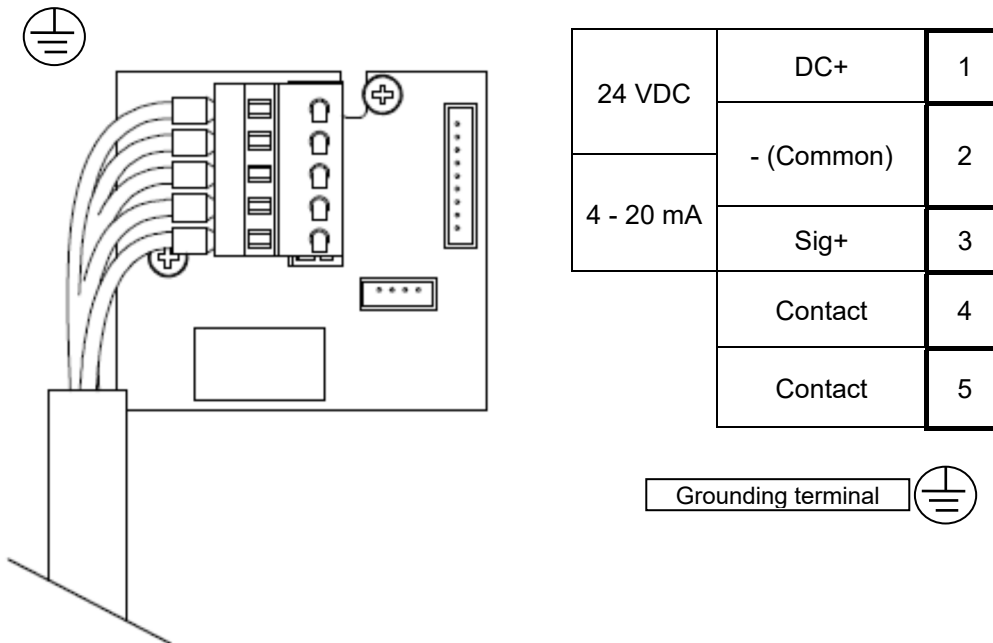 24 VDC
DC+
1
- (Common)
2
4 - 20 mA
Sig+
3
Contact
4
Contact
5
Grounding terminal